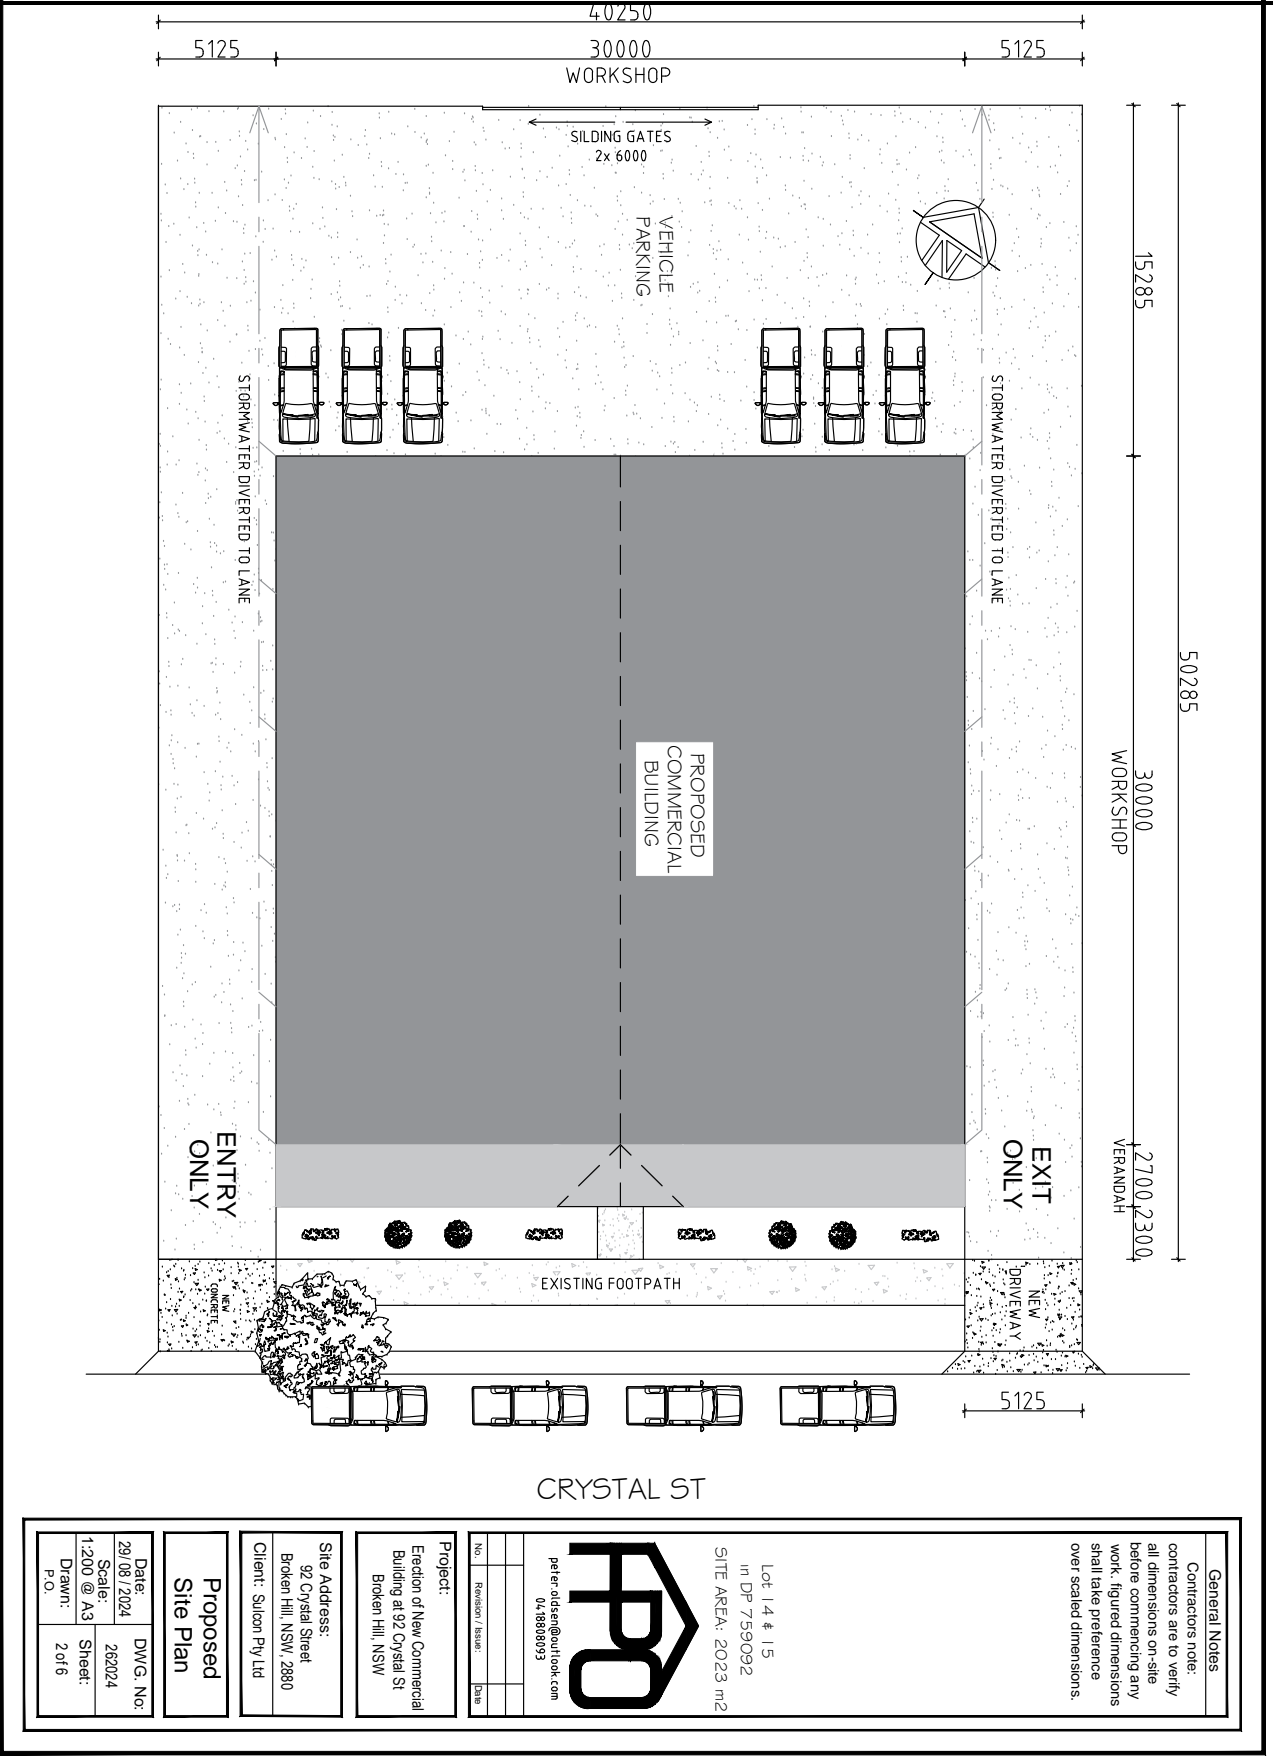 40250
5125
30000
5125
WORKSHOP
SILDING GATES
2x 6000
VEHICLE
PARKING
15285
STORMWATER DIVERTED TO LANE
STORMWATER DIVERTED TO LANE
50285
30000
WORKSHOP
PROPOSED
COMMERCIAL
BUILDING
ENTRY
ONLY
EXIT
ONLY
2700
VERANDAH
2300
NEW
CONCRETE
EXISTING FOOTPATH
NEW
DRIVEWAY
5125
CRYSTAL ST
General Notes
Contractors note:
contractors are to verify
all dimensions on-site
before commencing any
work. figured dimensions
shall take preference
over scaled dimensions.
Lot 14 & 15
in DP 759092
SITE AREA: 2023 m2
HPO
peter.oldsen@outlook.com
0418808093
No.
Revision / Issue:
Date
Project:
Erection of New Commercial
Building at 92 Crystal St
Broken Hill, NSW
Site Address:
92 Crystal Street
Broken Hill, NSW, 2880
Client: Sulcon Pty Ltd
Proposed
Site Plan
Date:
29/08/2024
Scale:
1:200 @ A3
Drawn:
P.O.
DWG. No:
262024
Sheet:
2 of 6